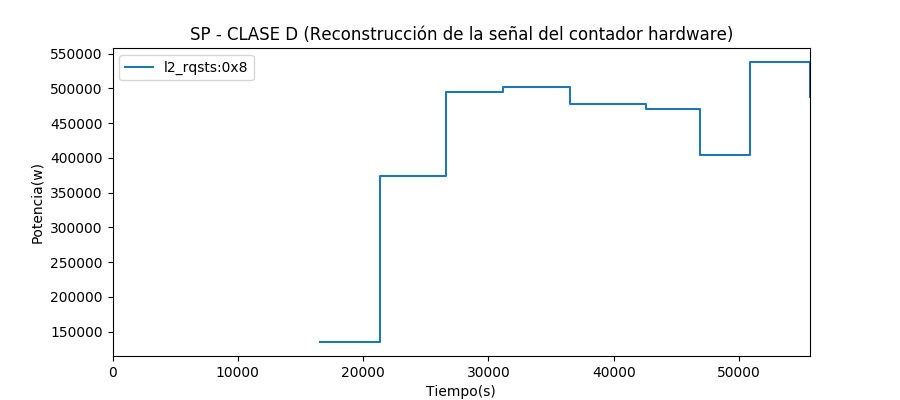 SP - CLASE D (Reconstrucción de la señal del contador hardware)
l2_rqsts:0x8
Potencia(w)
550000
500000
450000
400000
350000
300000
250000
200000
150000
0 10000 20000 30000 40000 50000
Tiempo(s)